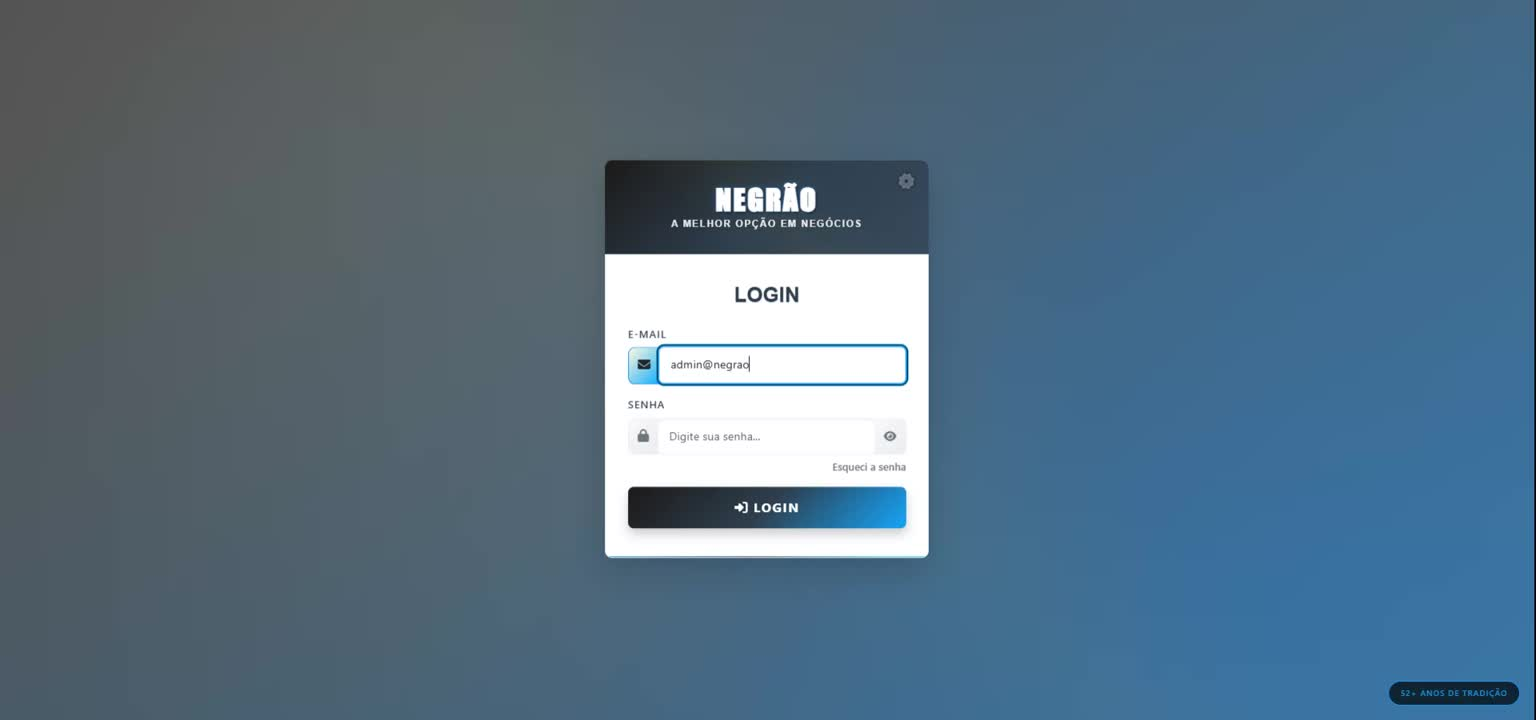 NEGRÃO
A MELHOR OPÇÃO EM NEGÓCIOS
LOGIN
E-MAIL
admin@negrao
SENHA
Digite sua senha...
Esqueci a senha
LOGIN
52+ ANOS DE TRADIÇÃO